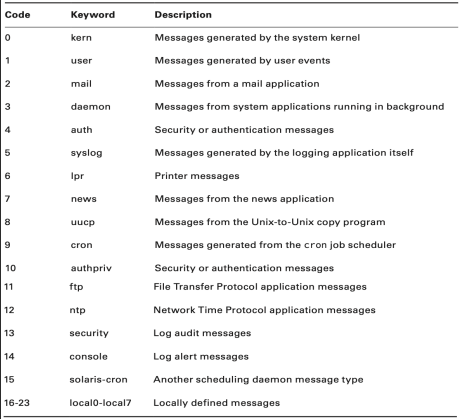 Code Keyword Description
0 kern Messages generated by the system kernel
1 user Messages generated by user events
2 mail Messages from a mail application
3 daemon Messages from system applications running in background
4 auth Security or authentication messages
5 syslog Messages generated by the logging application itself
6 lpr Printer messages
7 news Messages from the news application
8 uucp Messages from the Unix-to-Unix copy program
9 cron Messages generated from the cron job scheduler
10 authpriv Security or authentication messages
11 ftp File Transfer Protocol application messages
12 ntp Network Time Protocol application messages
13 security Log audit messages
14 console Log alert messages
15 solaris-cron Another scheduling daemon message type
16-23 local0-local7 Locally defined messages